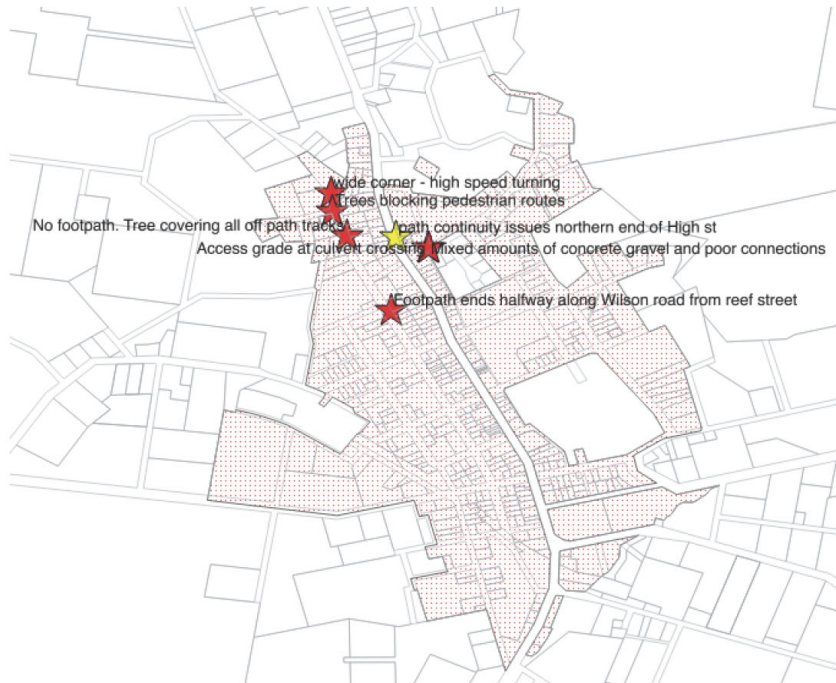 wide corner - high speed turning
Trees blocking pedestrian routes
No footpath. Tree covering all off path tracks
path continuity issues northern end of High st
Access grade at culvert crossing
Mixed amounts of concrete gravel and poor connections
Footpath ends halfway along Wilson road from reef street